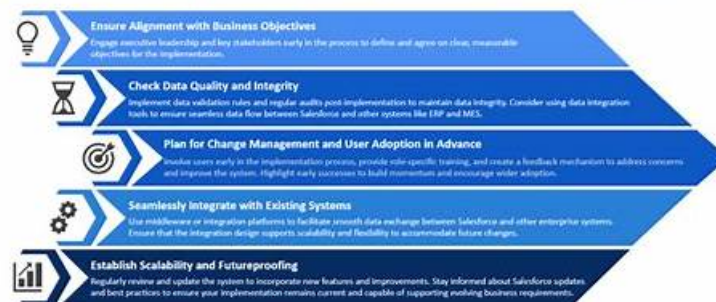 Ensure Alignment with Business Objectives
Engage executive leadership and key stakeholders early in the process to define and agree on clear, measurable
objectives for the implementation.
Check Data Quality and Integrity
Implement data validation rules and regular audits post-implementation to maintain data integrity. Consider using data integration
tools to ensure seamless data flow between Salesforce and other systems like ERP and MES.
Plan for Change Management and User Adoption in Advance
Involve users early in the implementation process, provide role-specific training, and create a feedback mechanism to address concerns
and improve the system. Highlight early successes to build momentum and encourage wider adoption.
Seamlessly Integrate with Existing Systems
Use middleware or integration platforms to facilitate smooth data exchange between Salesforce and other enterprise systems.
Ensure that the integration design supports scalability and flexibility to accommodate future changes.
Establish Scalability and Futureproofing
Regularly review and update the system to incorporate new features and improvements. Stay informed about Salesforce updates
and best practices to ensure your implementation remains current and capable of supporting evolving business requirements.